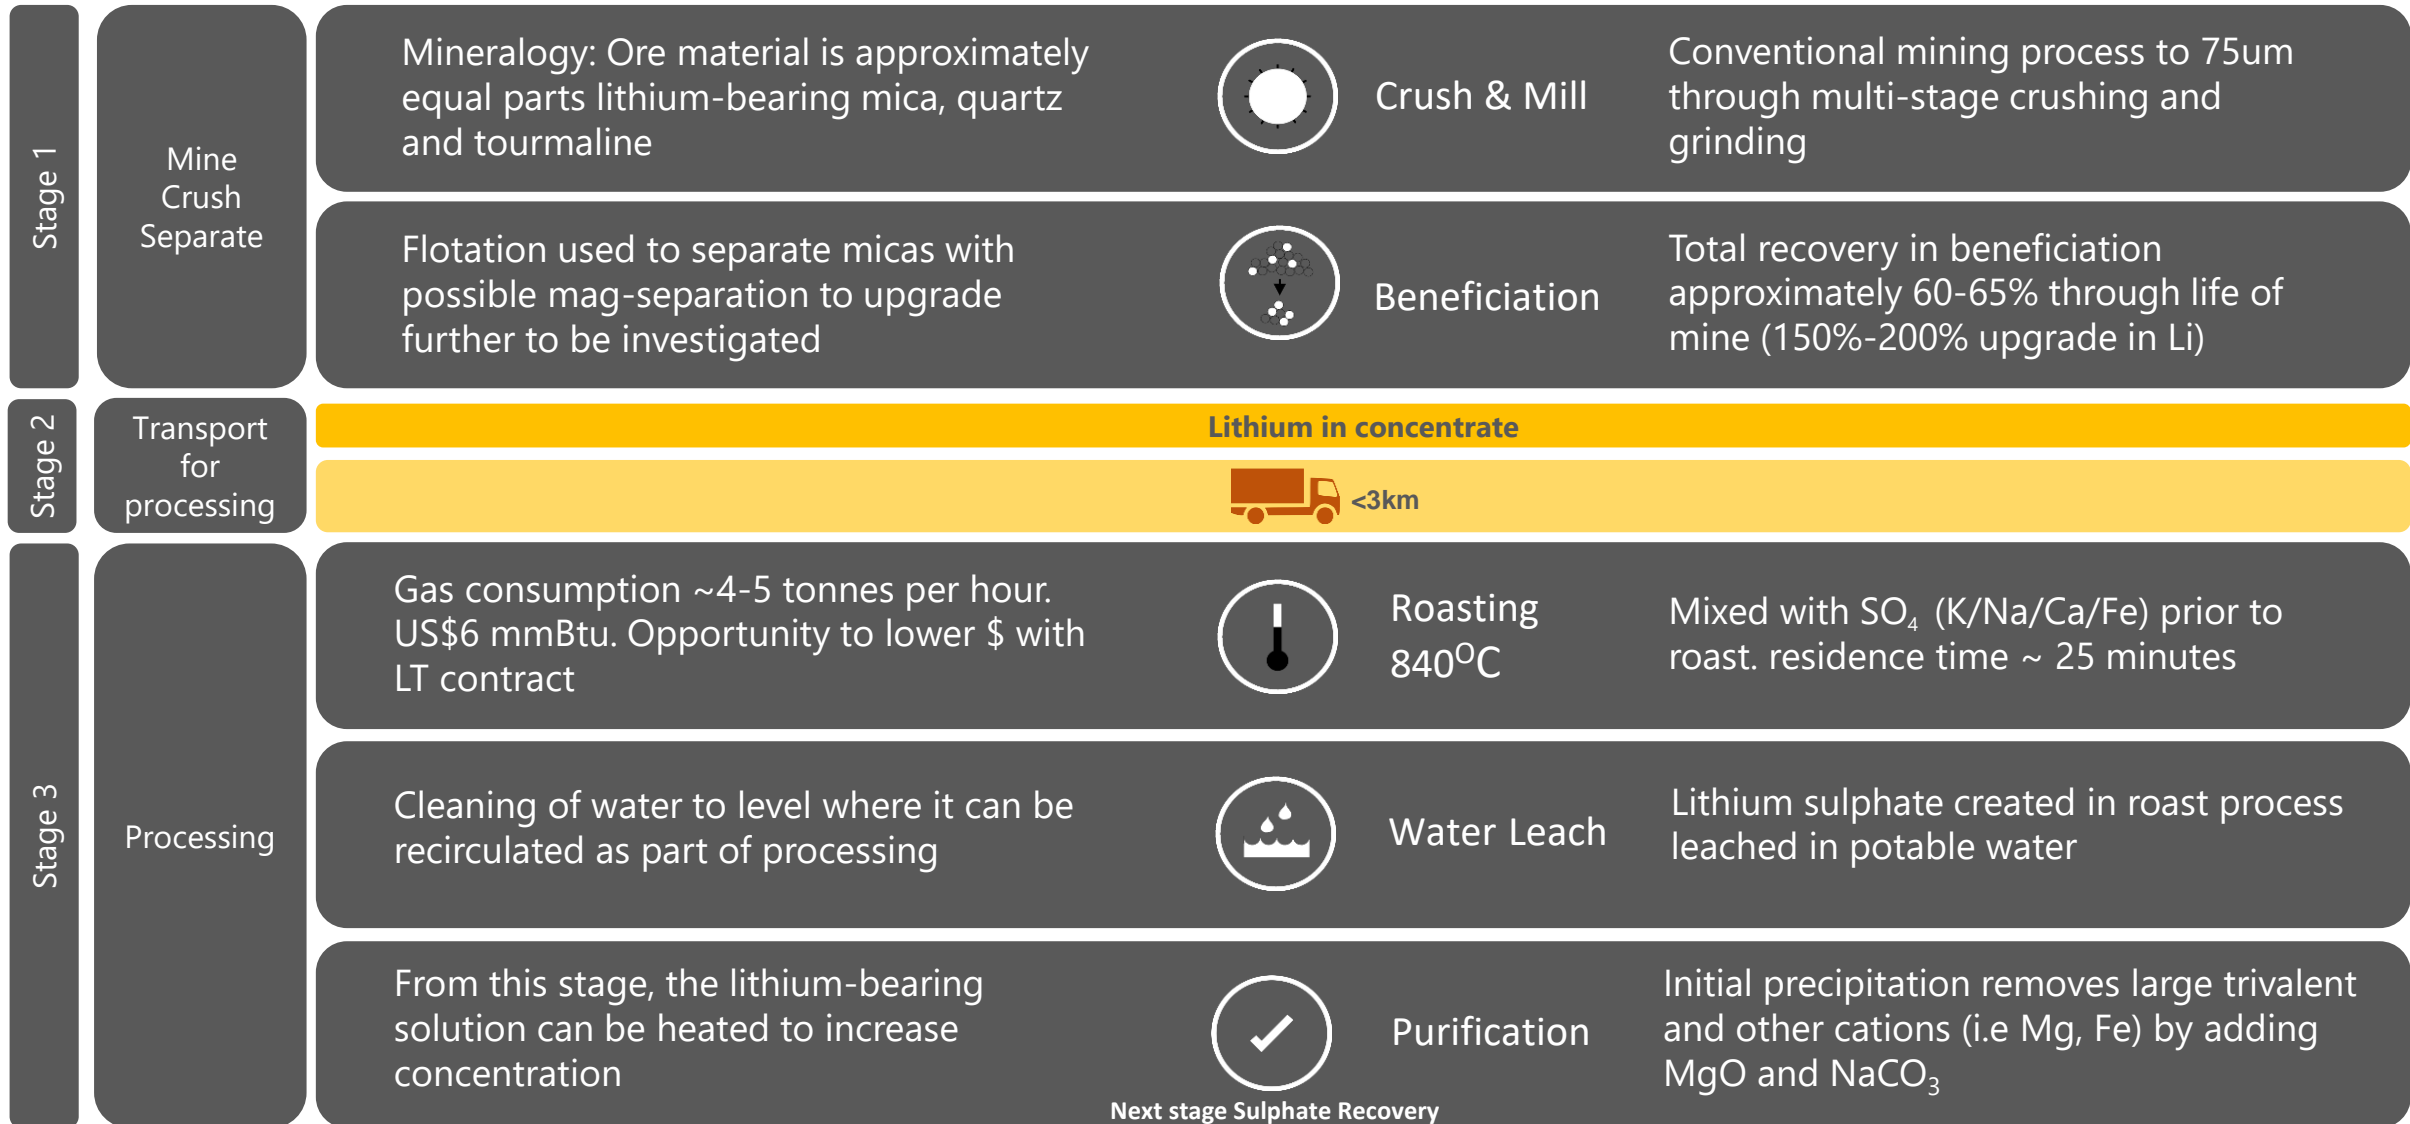 Stage 1
Mine
Crush
Separate
Mineralogy: Ore material is approximately
equal parts lithium-bearing mica, quartz
and tourmaline
Crush & Mill
Conventional mining process to 75um
through multi-stage crushing and
grinding
Flotation used to separate micas with
possible mag-separation to upgrade
further to be investigated
Beneficiation
Total recovery in beneficiation
approximately 60-65% through life of
mine (150%-200% upgrade in Li)
Stage 2
Transport
for
processing
Lithium in concentrate
<3km
Stage 3
Processing
Gas consumption ~4-5 tonnes per hour.
US$6 mmBtu. Opportunity to lower $ with
LT contract
Roasting
840⁰C
Mixed with SO₄ (K/Na/Ca/Fe) prior to
roast. residence time ~ 25 minutes
Cleaning of water to level where it can be
recirculated as part of processing
Water Leach
Lithium sulphate created in roast process
leached in potable water
From this stage, the lithium-bearing
solution can be heated to increase
concentration
Purification
Initial precipitation removes large trivalent
and other cations (i.e Mg, Fe) by adding
MgO and NaCO₃
Next stage Sulphate Recovery